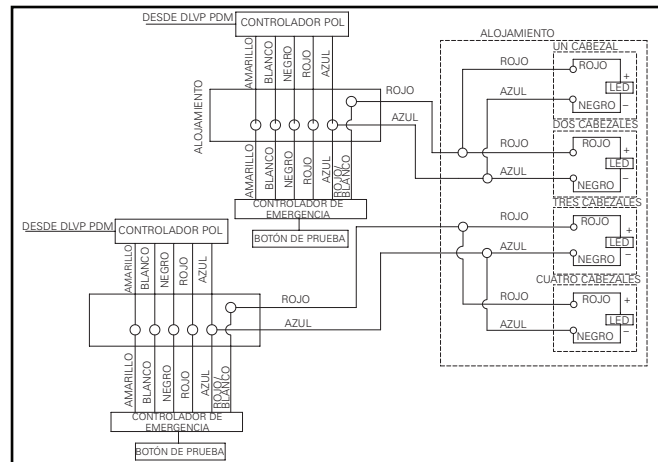 DESDE DLVP PDM
CONTROLADOR POL
AMARILLO
BLANCO
NEGRO
ROJO
AZUL
ALOJAMIENTO
ROJO
AZUL
AMARILLO
BLANCO
NEGRO
ROJO
AZUL
ROJO/
BLANCO
CONTROLADOR DE
EMERGENCIA
BOTÓN DE PRUEBA
DESDE DLVP PDM
CONTROLADOR POL
AMARILLO
BLANCO
NEGRO
ROJO
AZUL
ROJO
AZUL
AMARILLO
BLANCO
NEGRO
ROJO
AZUL
ROJO/
BLANCO
CONTROLADOR DE
EMERGENCIA
BOTÓN DE PRUEBA
ALOJAMIENTO
UN CABEZAL
ROJO
ROJO
+
LED
AZUL
NEGRO
–
DOS CABEZALES
ROJO
ROJO
+
LED
AZUL
NEGRO
–
TRES CABEZALES
ROJO
ROJO
+
LED
AZUL
NEGRO
–
CUATRO CABEZALES
ROJO
ROJO
+
LED
AZUL
NEGRO
–